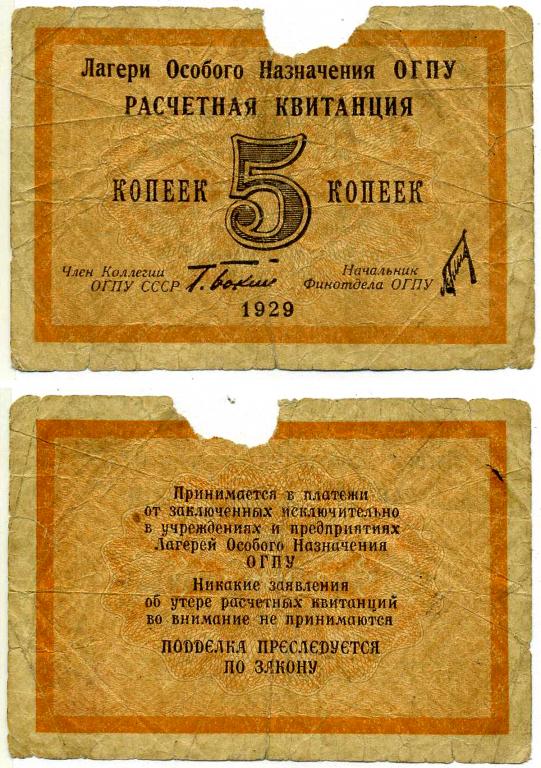 Лагери Особого Назначения ОГПУ
РАСЧЕТНАЯ КВИТАНЦИЯ
КОПЕЕК 5 КОПЕЕК
Член Коллегии
ОГПУ СССР Г. Бокий
Начальник
Финотдела ОГПУ
1929
Принимается в платежи
от заключенных исключительно
в учреждениях и предприятиях
Лагерей Особого Назначения
ОГПУ
Никакие заявления
об утере расчетных квитанций
во внимание не принимаются
ПОДДЕЛКА ПРЕСЛЕДУЕТСЯ
ПО ЗАКОНУ